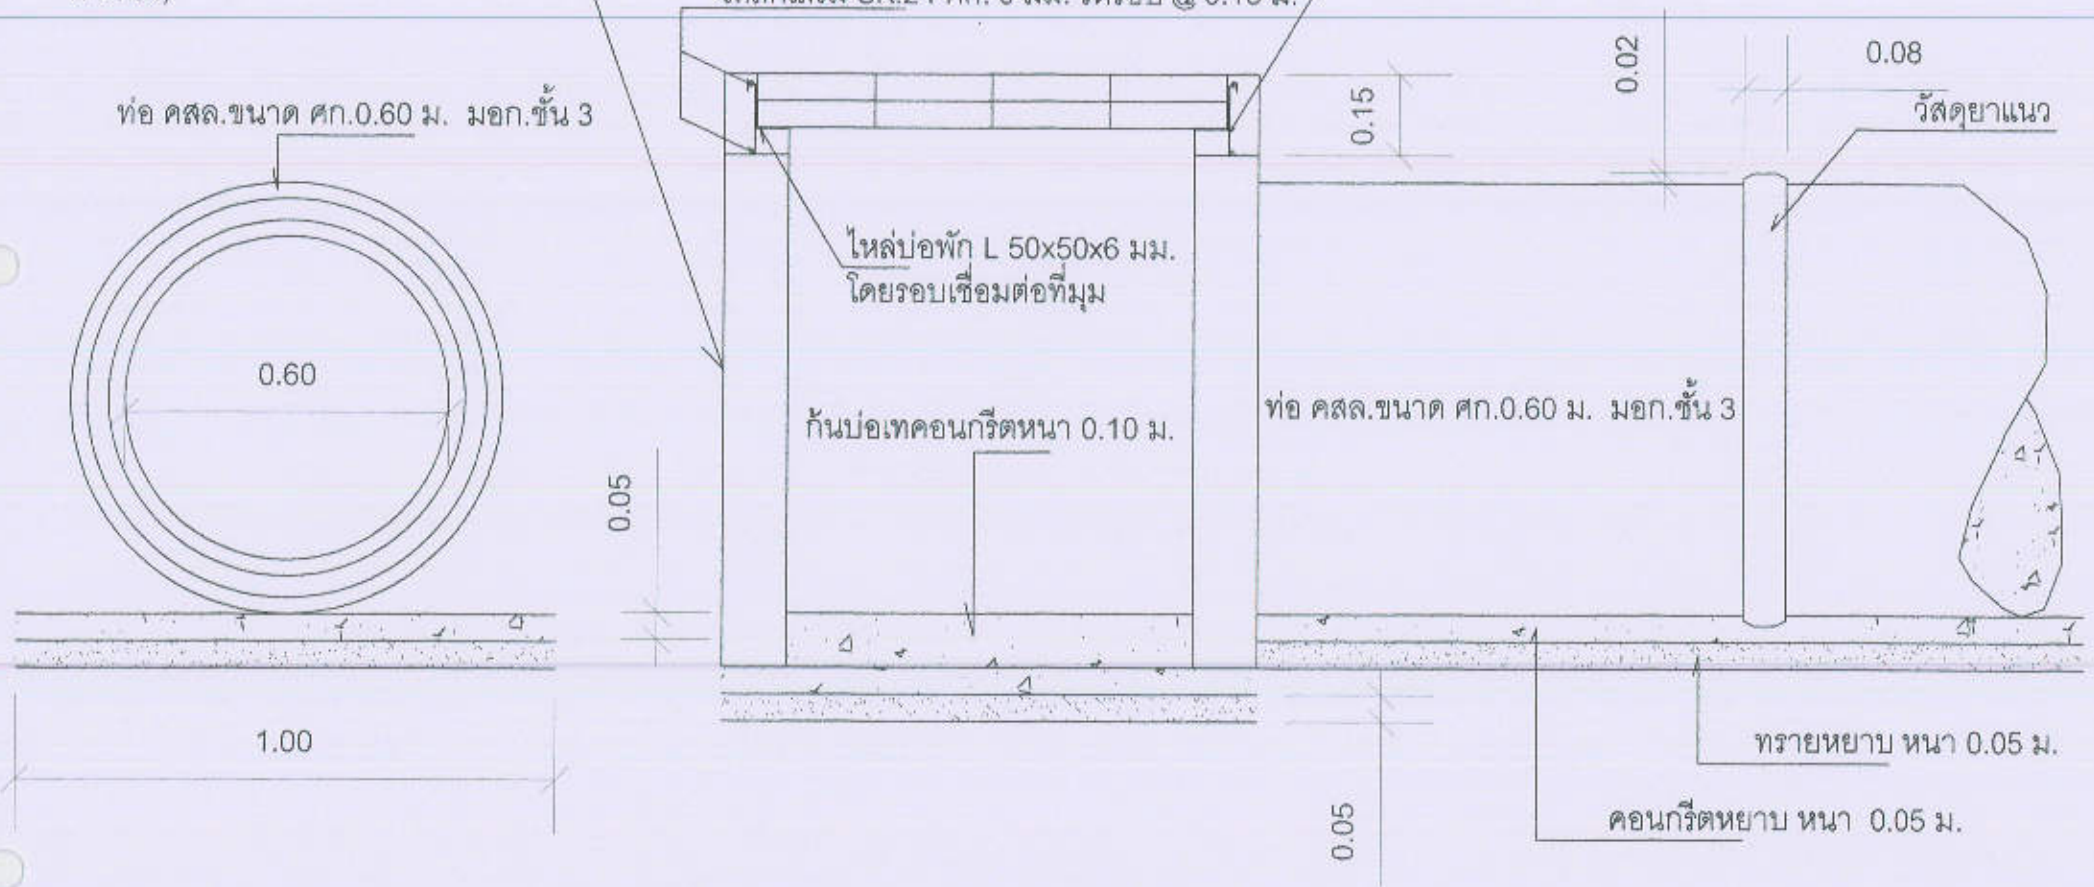 @ 0.15 ม.
0.02
0.08
ท่อ คสล.ขนาด ศก.0.60 ม. มอก.ชั้น 3
0.15
วัสดุยาแนว
ไหล่บ่อพัก L 50x50x6 มม.
โดยรอบเชื่อมต่อที่มุม
0.60
ท่อ คสล.ขนาด ศก.0.60 ม. มอก.ชั้น 3
ก้นบ่อเทคอนกรีตหนา 0.10 ม.
0.05
1.00
ทรายหยาบ หนา 0.05 ม.
0.05
คอนกรีตหยาบ หนา 0.05 ม.